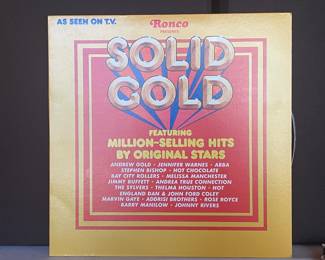 AS SEEN ON T.V.
Ronco
PRESENTS
SOLID
GOLD
FEATURING
MILLION-SELLING HITS
BY ORIGINAL STARS
ANDREW GOLD · JENNIFER WARNES · ABBA
STEPHEN BISHOP · HOT CHOCOLATE
BAY CITY ROLLERS · MELISSA MANCHESTER
JIMMY BUFFETT · ANDREA TRUE CONNECTION
THE SYLVERS · THELMA HOUSTON · HOT
ENGLAND DAN & JOHN FORD COLEY
MARVIN GAYE · ADDRISI BROTHERS · ROSE ROYCE
BARRY MANILOW · JOHNNY RIVERS